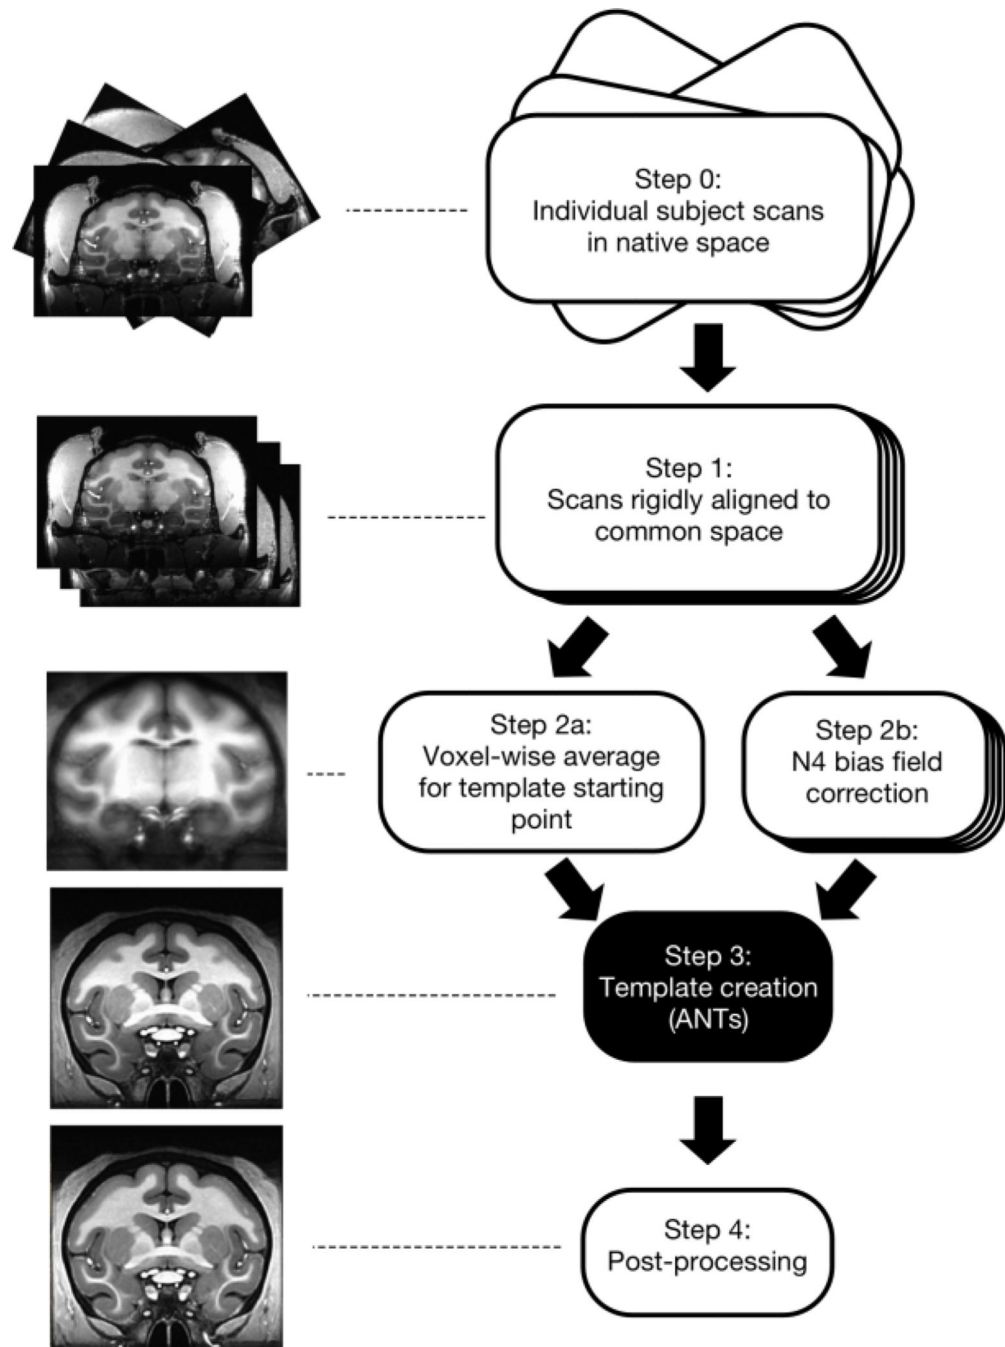 Step 0:
Individual subject scans
in native space
Step 1:
Scans rigidly aligned to
common space
Step 2a:
Voxel-wise average
for template starting
point
Step 2b:
N4 bias field
correction
Step 3:
Template creation
(ANTs)
Step 4:
Post-processing